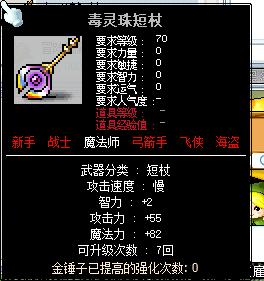 毒灵珠短杖
要求等级： 70
要求力量： 0
要求敏捷： 0
要求智力： 0
要求运气： 0
要求人气度： -
道具等级： -
道具经验值： -
新手 战士 魔法师 弓箭手 飞侠 海盗
武器分类： 短杖
攻击速度： 慢
智力： +2
攻击力： +55
魔法力： +82
可升级次数： 7回
金锤子已提高的强化次数: 0
雇